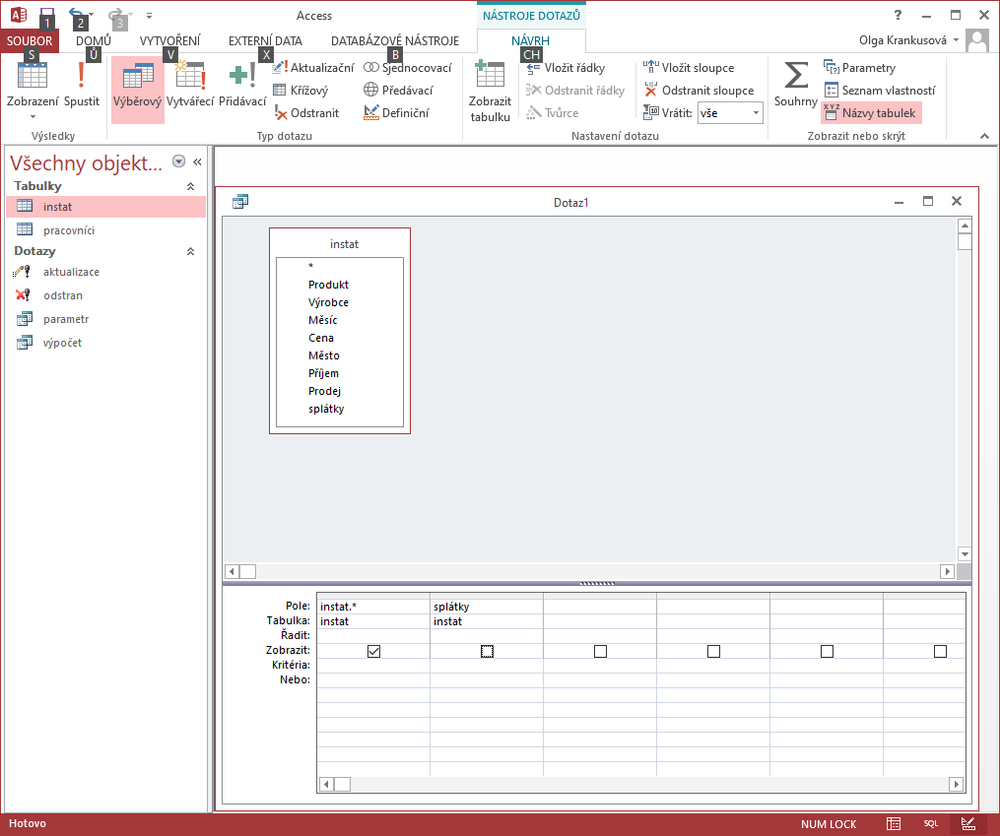 Access
NÁSTROJE DOTAZŮ
?
1
2
3
SOUBOR
DOMŮ
VYTVOŘENÍ
EXTERNÍ DATA
DATABÁZOVÉ NÁSTROJE
NÁVRH
Olga Krankusová
S
Ů
V
X
B
CH
Zobrazení
Spustit
Výběrový
Vytvářecí
Přidávací
Aktualizační
Křížový
Odstranit
Sjednocovací
Předávací
Definiční
Zobrazit
tabulku
Vložit řádky
Odstranit řádky
Tvůrce
Vložit sloupce
Odstranit sloupce
Vrátit: vše
Souhrny
Parametry
Seznam vlastností
XYZ
Názvy tabulek
Výsledky
Typ dotazu
Nastavení dotazu
Zobrazit nebo skrýt
Všechny objekt... «
Tabulky
instat
pracovníci
Dotazy
aktualizace
odstran
parametr
výpočet
Dotaz1
instat
*
Produkt
Výrobce
Měsíc
Cena
Město
Příjem
Prodej
splátky
Pole: instat.* splátky
Tabulka: instat instat
Řadit:
Zobrazit:
Kritéria:
Nebo:
Hotovo
NUM LOCK
SQL